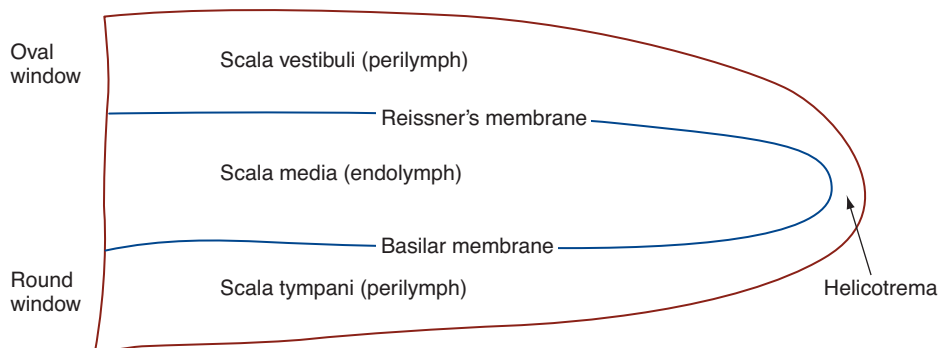 Oval
window
Scala vestibuli (perilymph)
Reissner's membrane
Scala media (endolymph)
Basilar membrane
Round
window
Scala tympani (perilymph)
Helicotrema